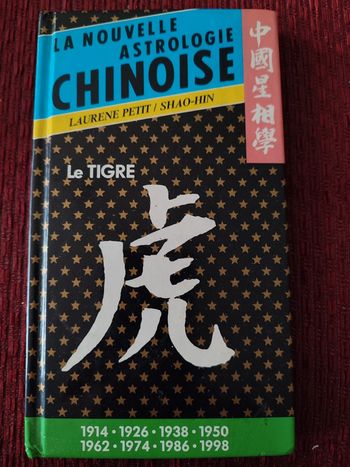 LA NOUVELLE
ASTROLOGIE
CHINOISE
LAURENE PETIT / SHAO-HIN
中國星相學
Le TIGRE
虎
1914 • 1926 • 1938 • 1950
1962 • 1974 • 1986 • 1998